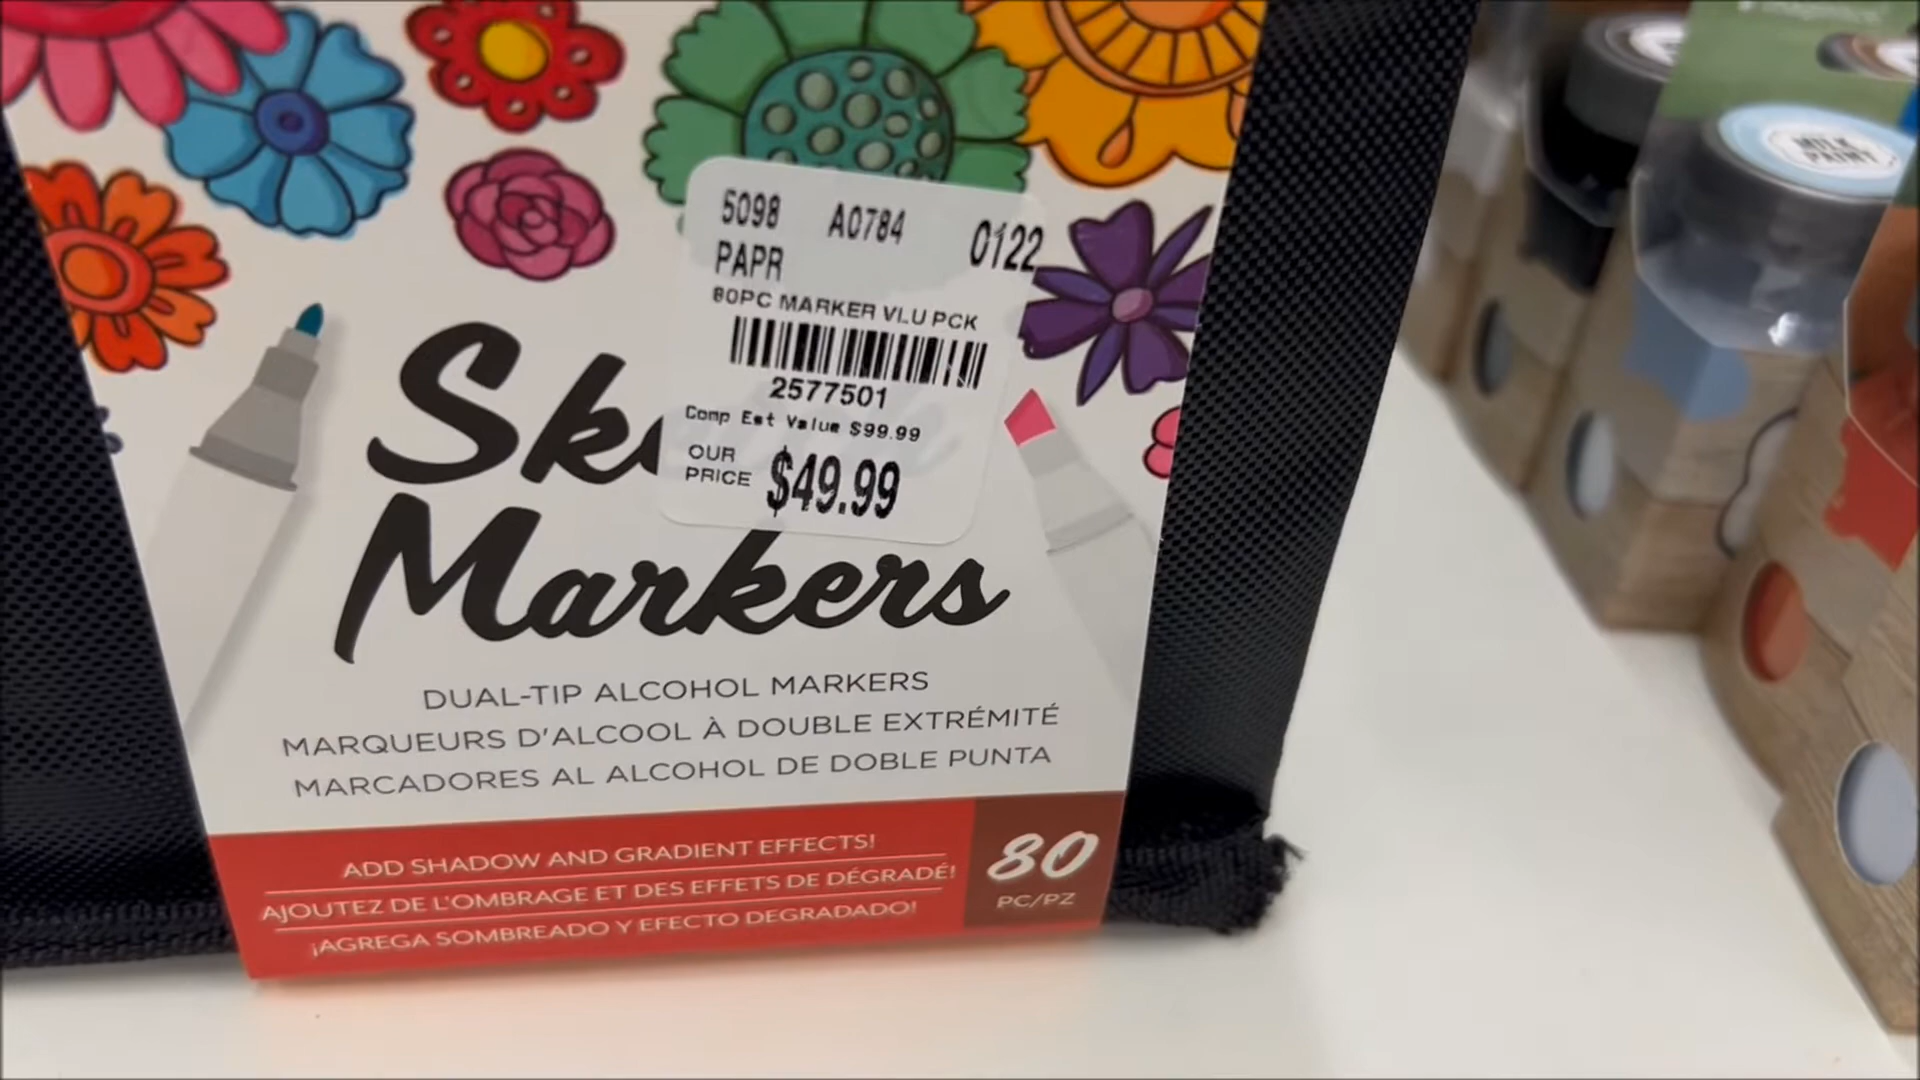 5098 A0784 0122
PAPR
80PC MARKER VLU PCK
2577501
Comp Est Value $99.99
OUR PRICE $49.99
Markers
DUAL-TIP ALCOHOL MARKERS
MARQUEURS D'ALCOOL À DOUBLE EXTRÉMITÉ
MARCADORES AL ALCOHOL DE DOBLE PUNTA
ADD SHADOW AND GRADIENT EFFECTS!
AJOUTEZ DE L'OMBRAGE ET DES EFFETS DE DÉGRADÉ!
¡AGREGA SOMBREADO Y EFECTO DEGRADADO!
80
PC/PZ
MILK
PAINT